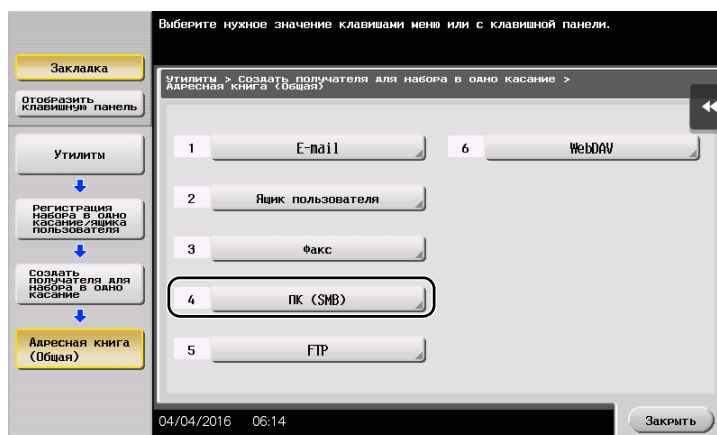 Выберите нужное значение клавишами меню или с клавишной панели.
Закладка
Отобразить
клавишную панель
Утилиты
Регистрация
набора в одно
касание/ящика
пользователя
Создать
получателя для
набора в одно
касание
Адресная книга
(Общая)
Утилиты > Создать получателя для набора в одно касание >
Адресная книга (Общая)
1 E-mail
2 Ящик пользователя
3 Факс
4 ПК (SMB)
5 FTP
6 WebDAV
04/04/2016 06:14
Закрыть